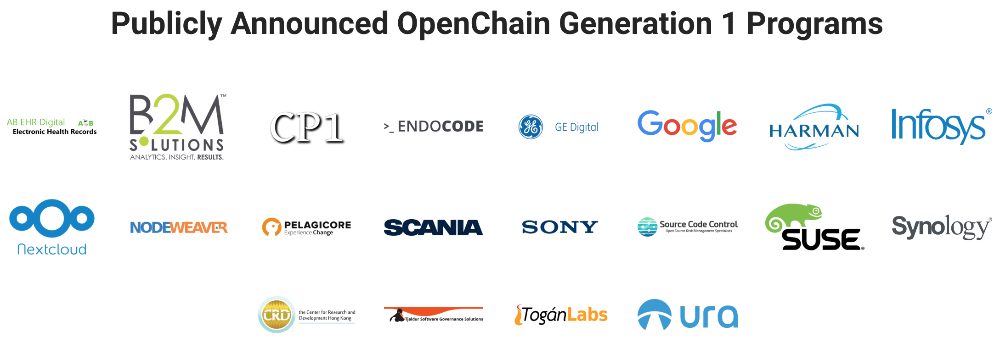 Publicly Announced OpenChain Generation 1 Programs
AB EHR Digital A to B
Electronic Health Records
B2M™
SOLUTIONS
ANALYTICS. INSIGHT. RESULTS.
CP1
>_ ENDOCODE
GE GE Digital
Google
HARMAN
Infosys®
Nextcloud
NODEWEAVER
PELAGICORE
Experience Change
SCANIA
SONY
Source Code Control
Open Source Risk Management Specialists
SUSE®
Synology®
CRD
the Center for Research and
Development Hong Kong
Tjaldur Software Governance Solutions
TogánLabs
ura